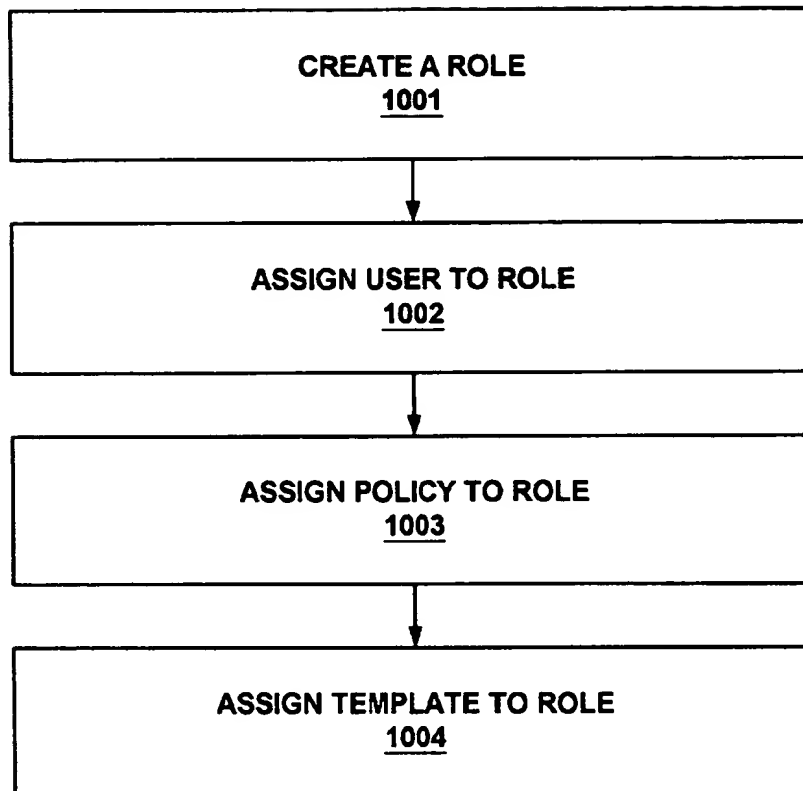 CREATE A ROLE
1001
ASSIGN USER TO ROLE
1002
ASSIGN POLICY TO ROLE
1003
ASSIGN TEMPLATE TO ROLE
1004